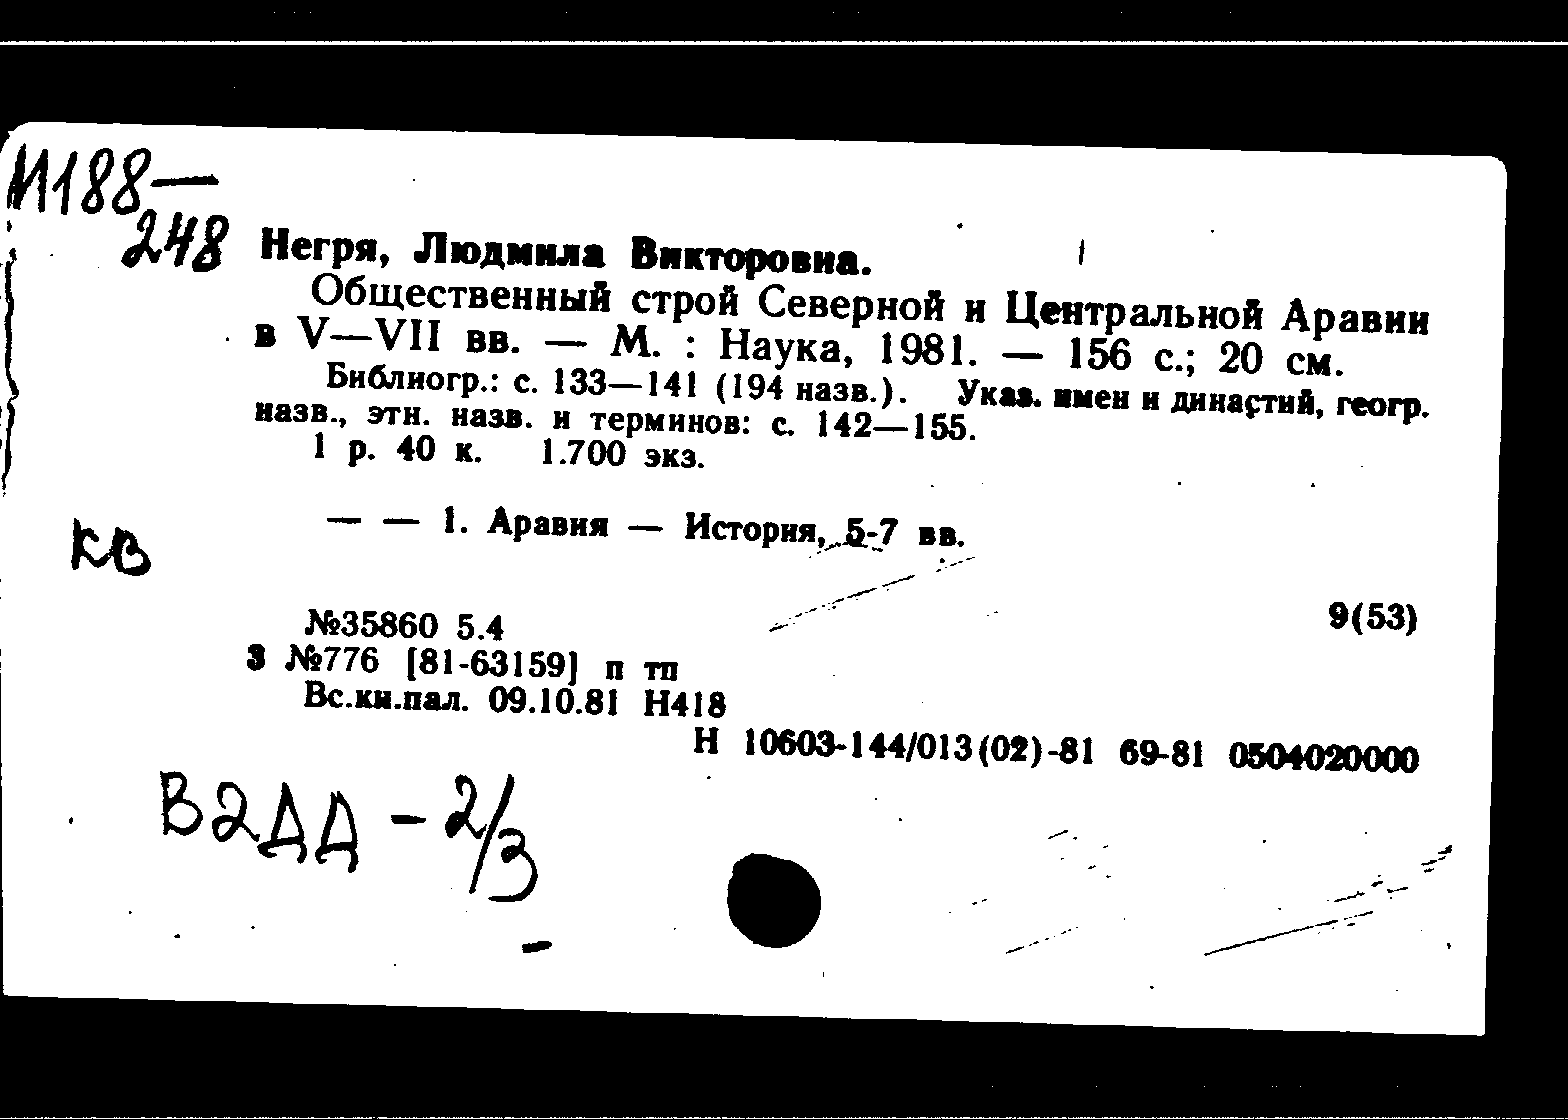 И188—
248
Негря, Людмила Викторовна.
Общественный строй Северной и Центральной Аравии
в V—VII вв. — М. : Наука, 1981. — 156 с.; 20 см.
Библиогр.: с. 133—141 (194 назв.). Указ. имен и династий, геогр.
назв., этн. назв. и терминов: с. 142—155.
1 р. 40 к. 1.700 экз.
— — 1. Аравия — История, 5-7 вв.
кв
№35860 5.4
9(53)
3 №776 [81-63159] п тп
Вс.кн.пал. 09.10.81 Н418
Н 10603-144/013(02)-81 69-81 0504020000
В2ДД - 2/3